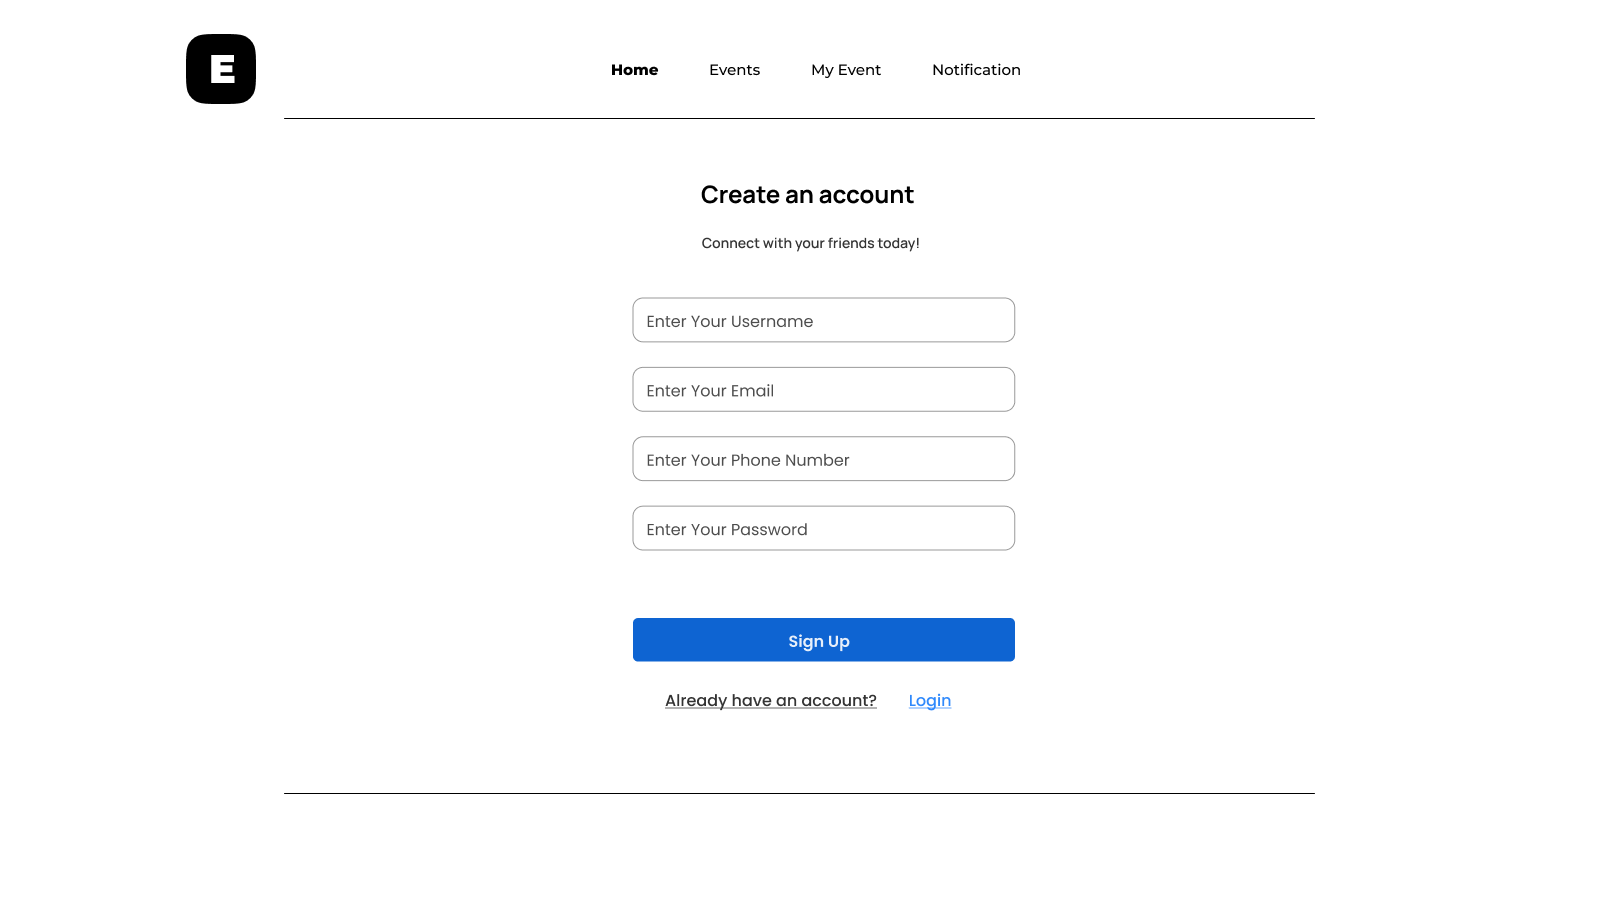 E
Home Events My Event Notification
Create an account
Connect with your friends today!
Enter Your Username
Enter Your Email
Enter Your Phone Number
Enter Your Password
Sign Up
Already have an account? Login